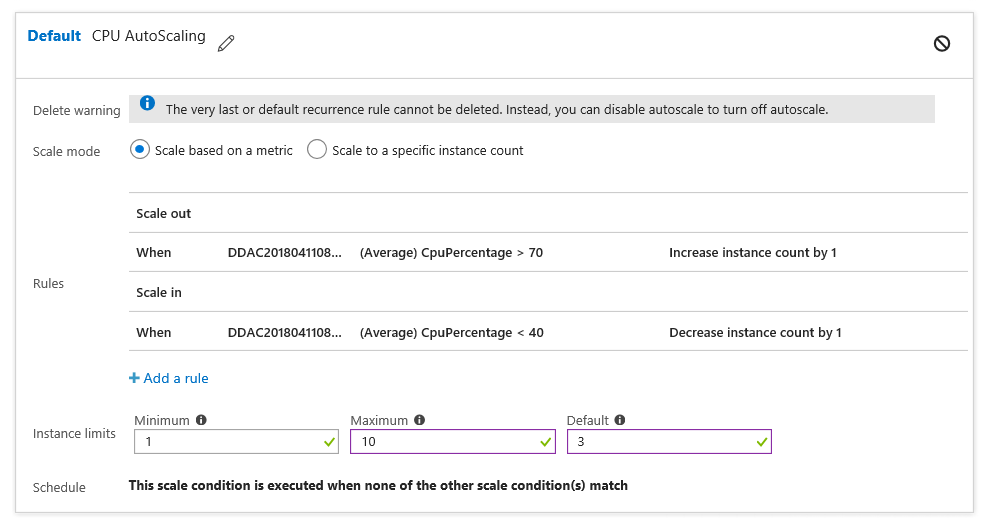 Default CPU AutoScaling
Delete warning The very last or default recurrence rule cannot be deleted. Instead, you can disable autoscale to turn off autoscale.
Scale mode Scale based on a metric Scale to a specific instance count
Scale out
When DDAC2018041108... (Average) CpuPercentage > 70 Increase instance count by 1
Rules
Scale in
When DDAC2018041108... (Average) CpuPercentage < 40 Decrease instance count by 1
+ Add a rule
Minimum Maximum Default
Instance limits 1 10 3
Schedule This scale condition is executed when none of the other scale condition(s) match